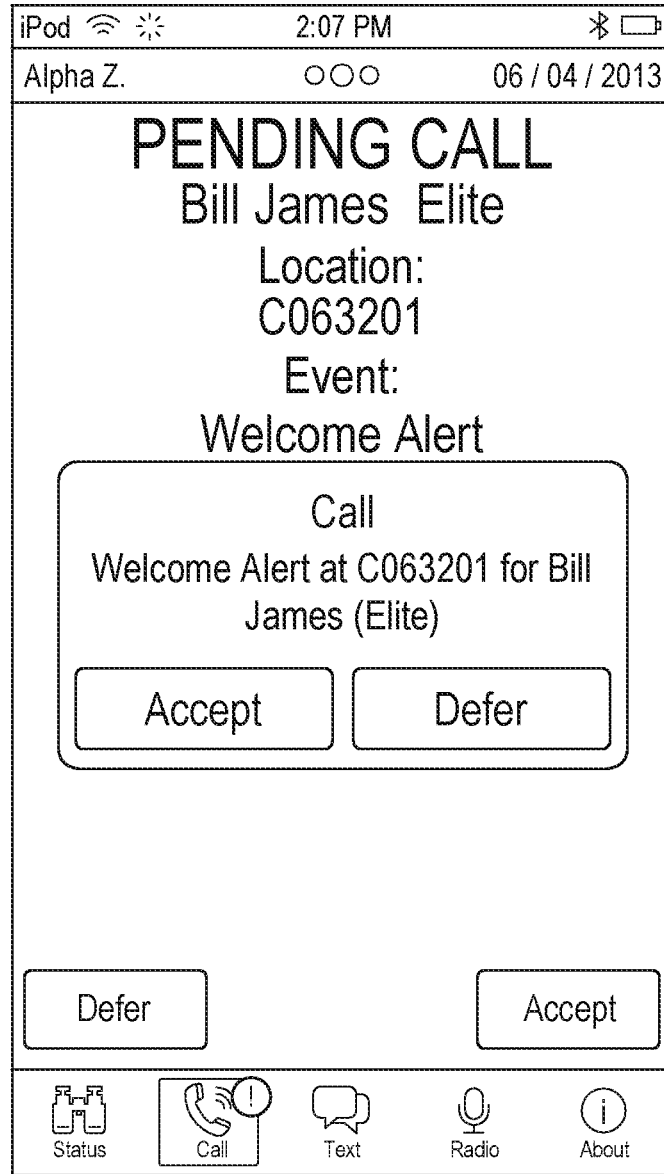 iPod 2:07 PM
Alpha Z. 06 / 04 / 2013
PENDING CALL
Bill James Elite
Location:
C063201
Event:
Welcome Alert
Call
Welcome Alert at C063201 for Bill
James (Elite)
Accept Defer
Defer Accept
Status Call Text Radio About